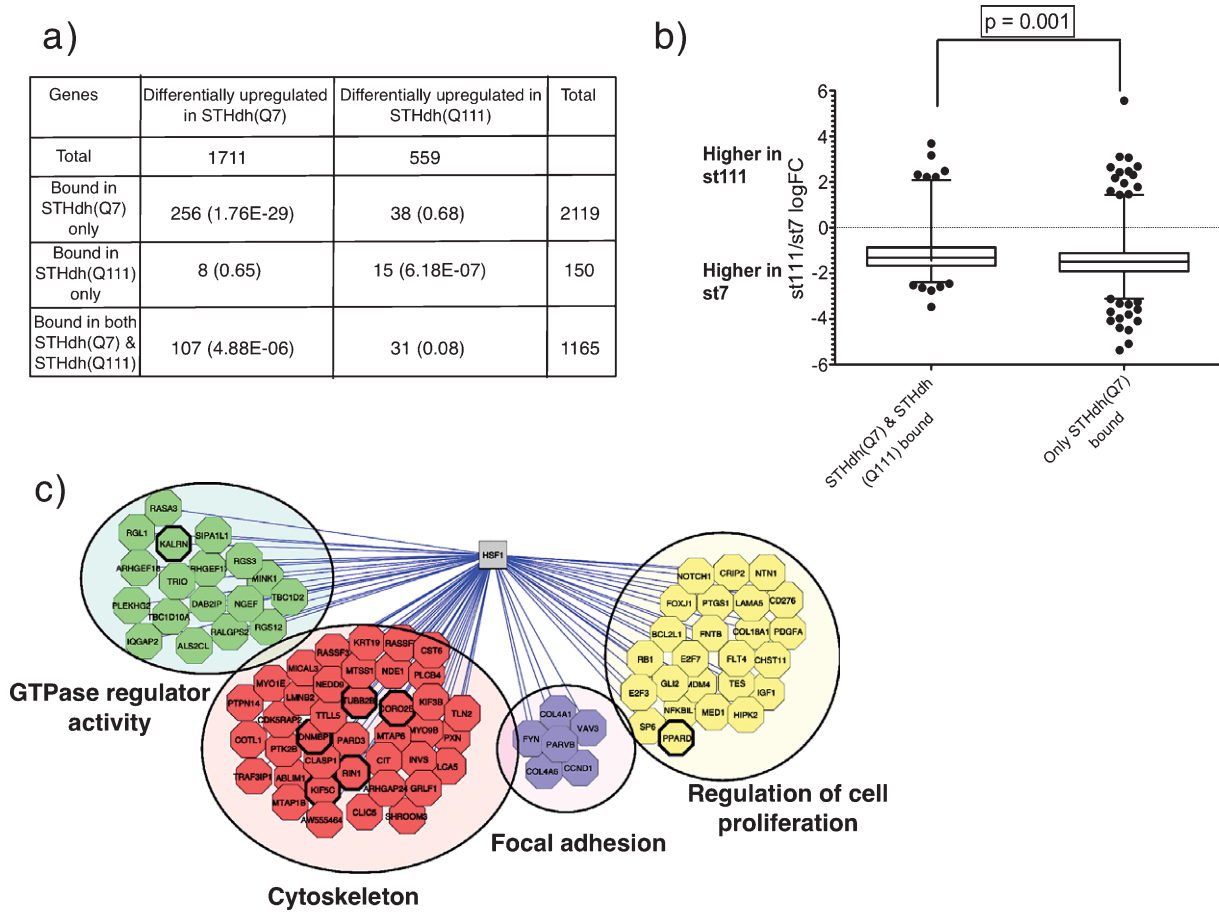 a)
Genes
Differentially upregulated
in STHdh(Q7)
Differentially upregulated in
STHdh(Q111)
Total
Total
1711
559
Bound in
STHdh(Q7)
only
256 (1.76E-29)
38 (0.68)
2119
Bound in
STHdh(Q111)
only
8 (0.65)
15 (6.18E-07)
150
Bound in both
STHdh(Q7) &
STHdh(Q111)
107 (4.88E-06)
31 (0.08)
1165
b)
p = 0.001
st111/st7 logFC
6
4
2
0
-2
-4
-6
Higher in
st111
Higher in
st7
STHdh(Q7) & STHdh
(Q111) bound
Only STHdh(Q7)
bound
c)
HSF1
RASA3
RGL1
KALRN
SIPA1L1
RGS3
MINK1
TRIO
TBC1D2
PLEKHG2
TBC1D10A
DAB2IP
NGEF
IQGAP2
ALS2CL
RALGPS2
RGS12
GTPase regulator
activity
KRT19
CST6
RASSF3
MTSS1
NDE1
PLCB4
MICAL3
NEDD9
MYO1E
LMNB2
TUBB2B
KIF3B
PTPN14
TTLL5
TLN2
CDK5RAP2
COTL1
PTK2B
PARD3
MTAP6
MYO9B
PXN
CLASP1
CIT
INVS
TRAF3IP1
ABLIM1
RIN1
KIF5C
ARHGAP24
GRLF1
MTAP1B
AW555464
CLIC5
SHROOM3
Cytoskeleton
COL4A1
VAV3
FYN
PARVB
COL4A6
CCND1
Focal adhesion
NOTCH1
CRIP2
NTN1
FOXJ1
PTGS1
LAMA5
CD276
BCL2L1
FNTB
COL18A1
PDGFA
RB1
E2F7
FLT4
CHST11
E2F3
GLI2
MDM4
TES
IGF1
NFKBIL
MED1
HIPK2
SP6
PPARD
Regulation of cell
proliferation